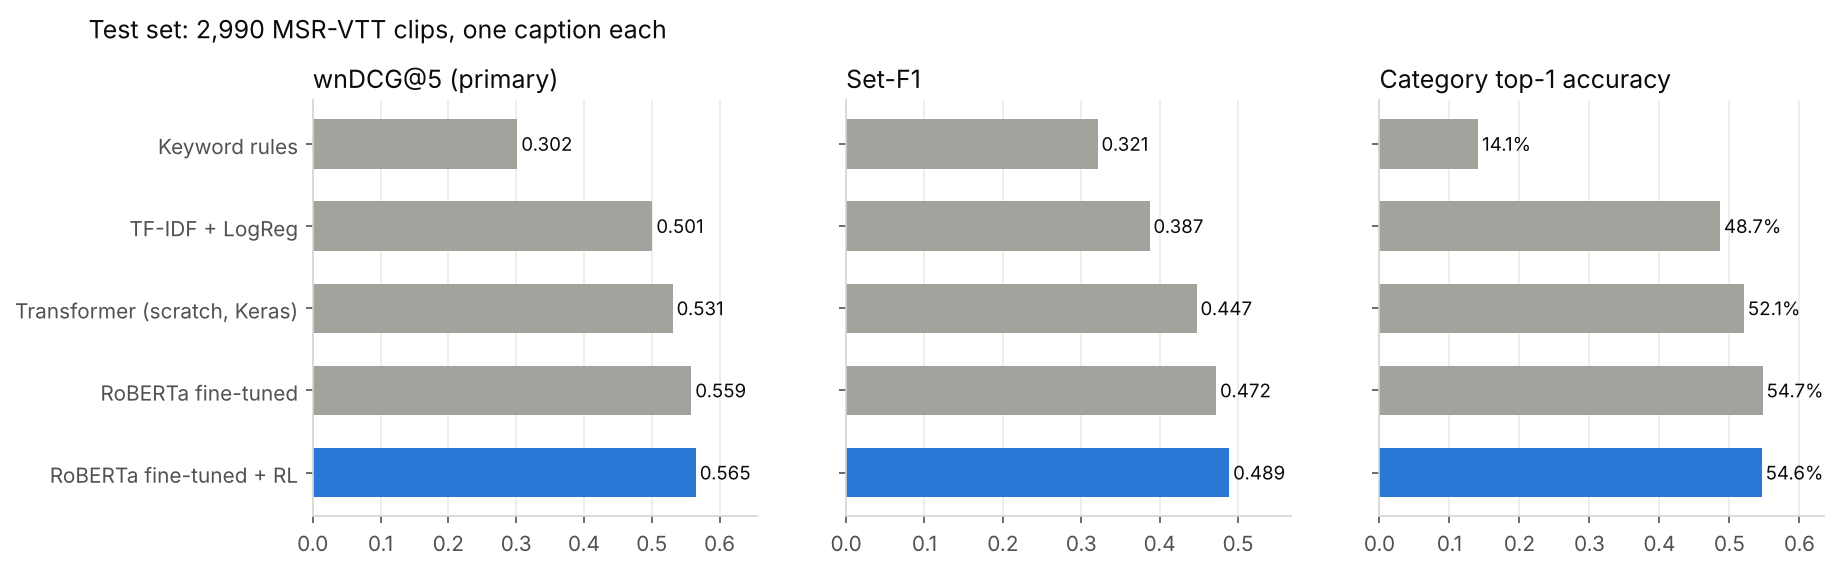 Test set: 2,990 MSR-VTT clips, one caption each
wnDCG@5 (primary)
Keyword rules
0.302
TF-IDF + LogReg
0.501
Transformer (scratch, Keras)
0.531
RoBERTa fine-tuned
0.559
RoBERTa fine-tuned + RL
0.565
0.0 0.1 0.2 0.3 0.4 0.5 0.6
Set-F1
0.321
0.387
0.447
0.472
0.489
0.0 0.1 0.2 0.3 0.4 0.5
Category top-1 accuracy
14.1%
48.7%
52.1%
54.7%
54.6%
0.0 0.1 0.2 0.3 0.4 0.5 0.6